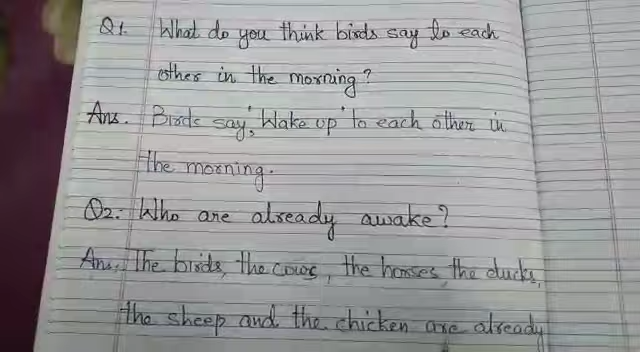 Q1. What do you think birds say to each
other in the morning?
Ans. Birds say, "Wake up" to each other in
the morning.
Q2. Who are already awake?
Ans. The birds, the cows, the horses, the ducks,
the sheep and the chicken are already